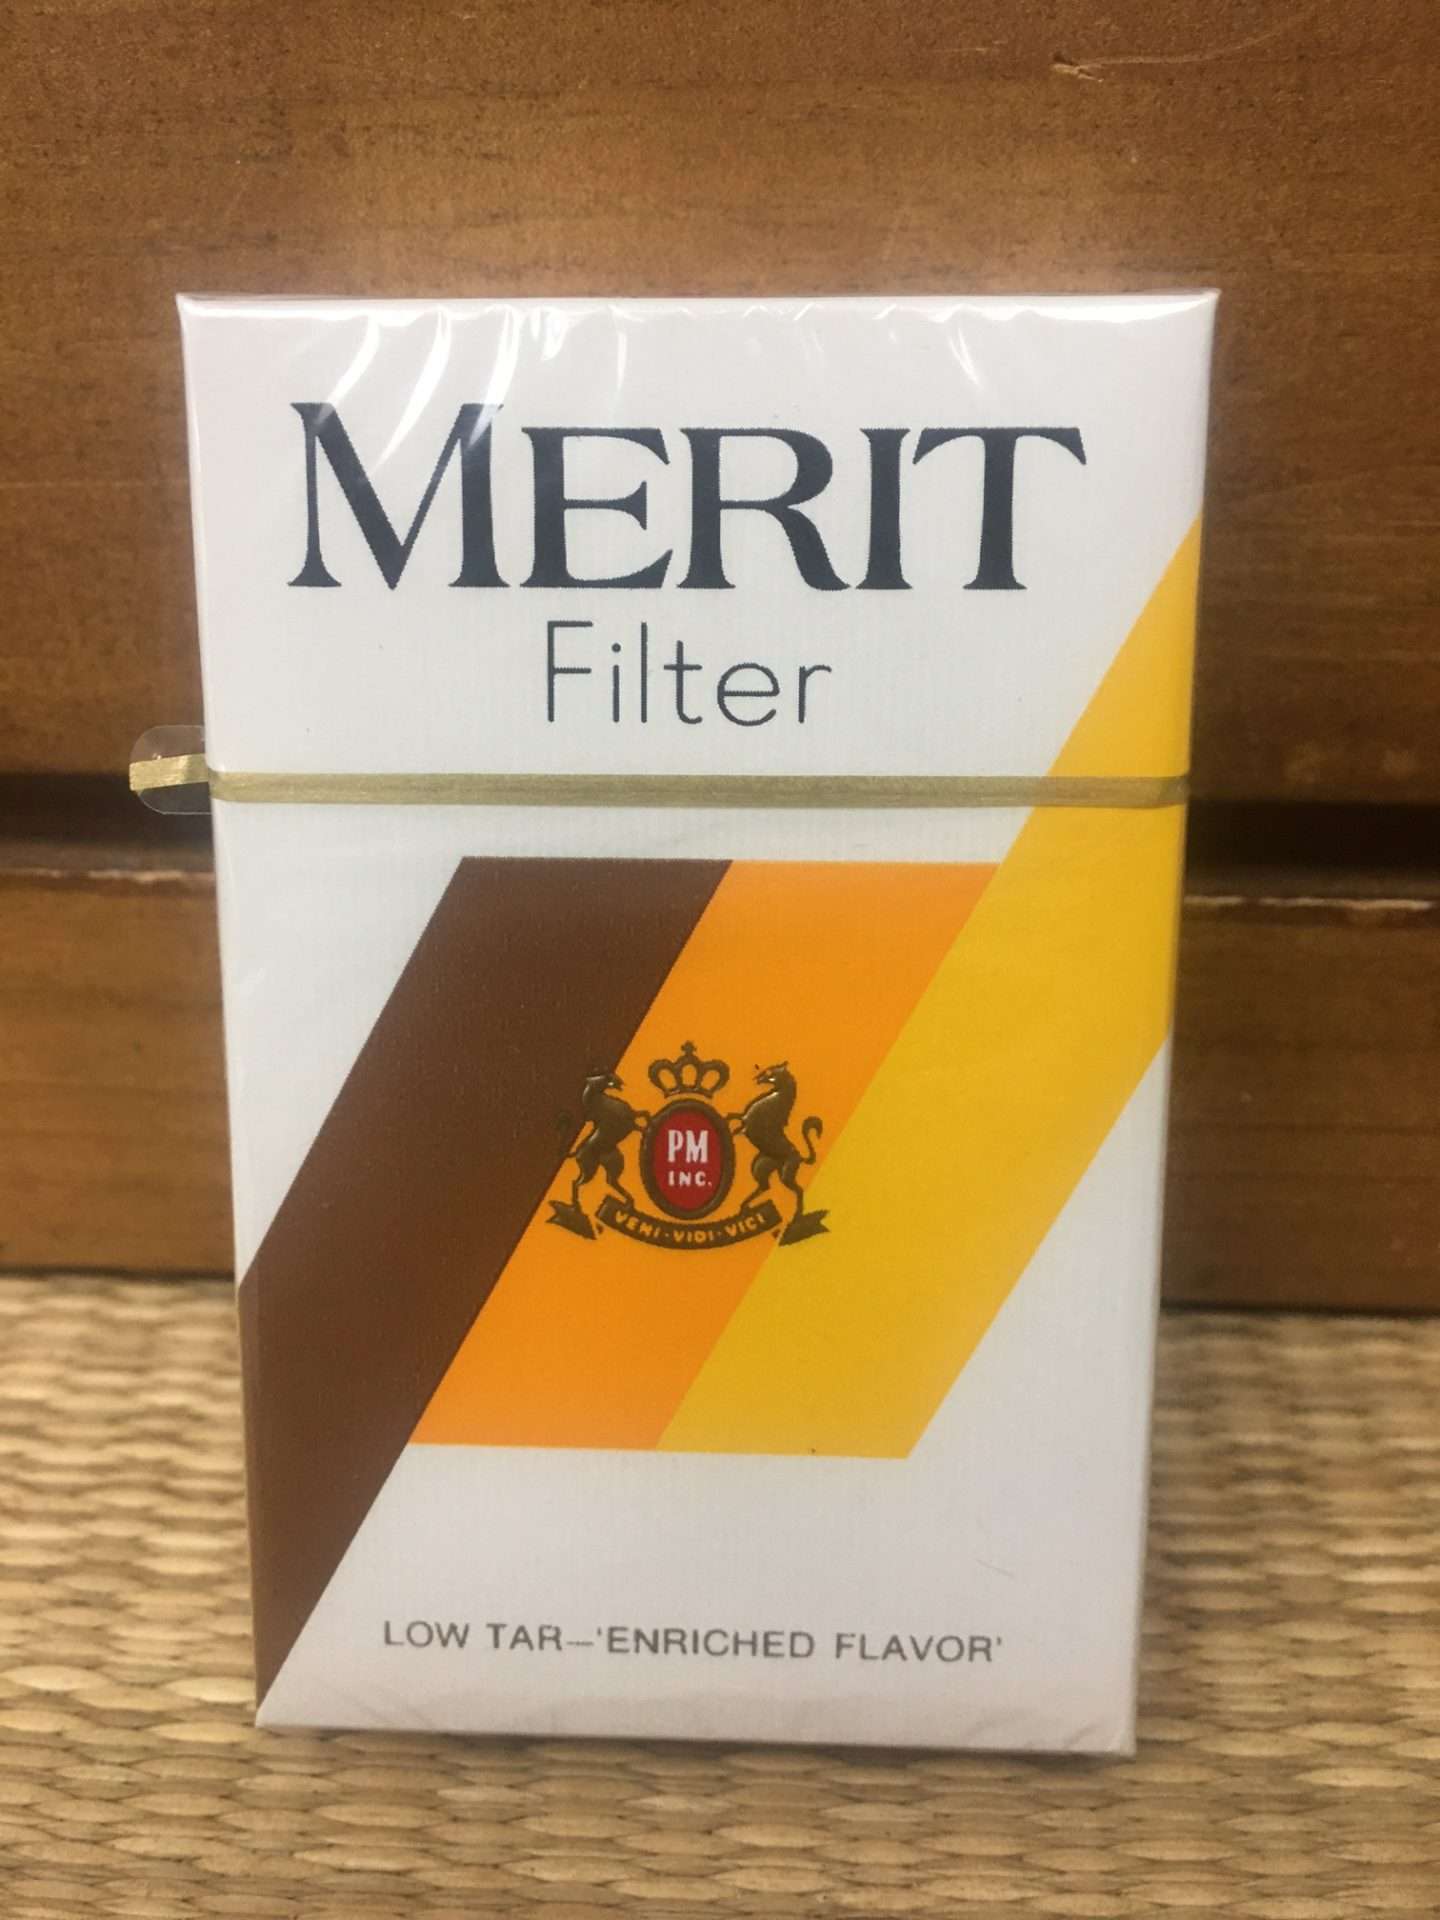 MERIT
Filter
PM
INC.
VENI·VIDI·VICI
LOW TAR—'ENRICHED FLAVOR'